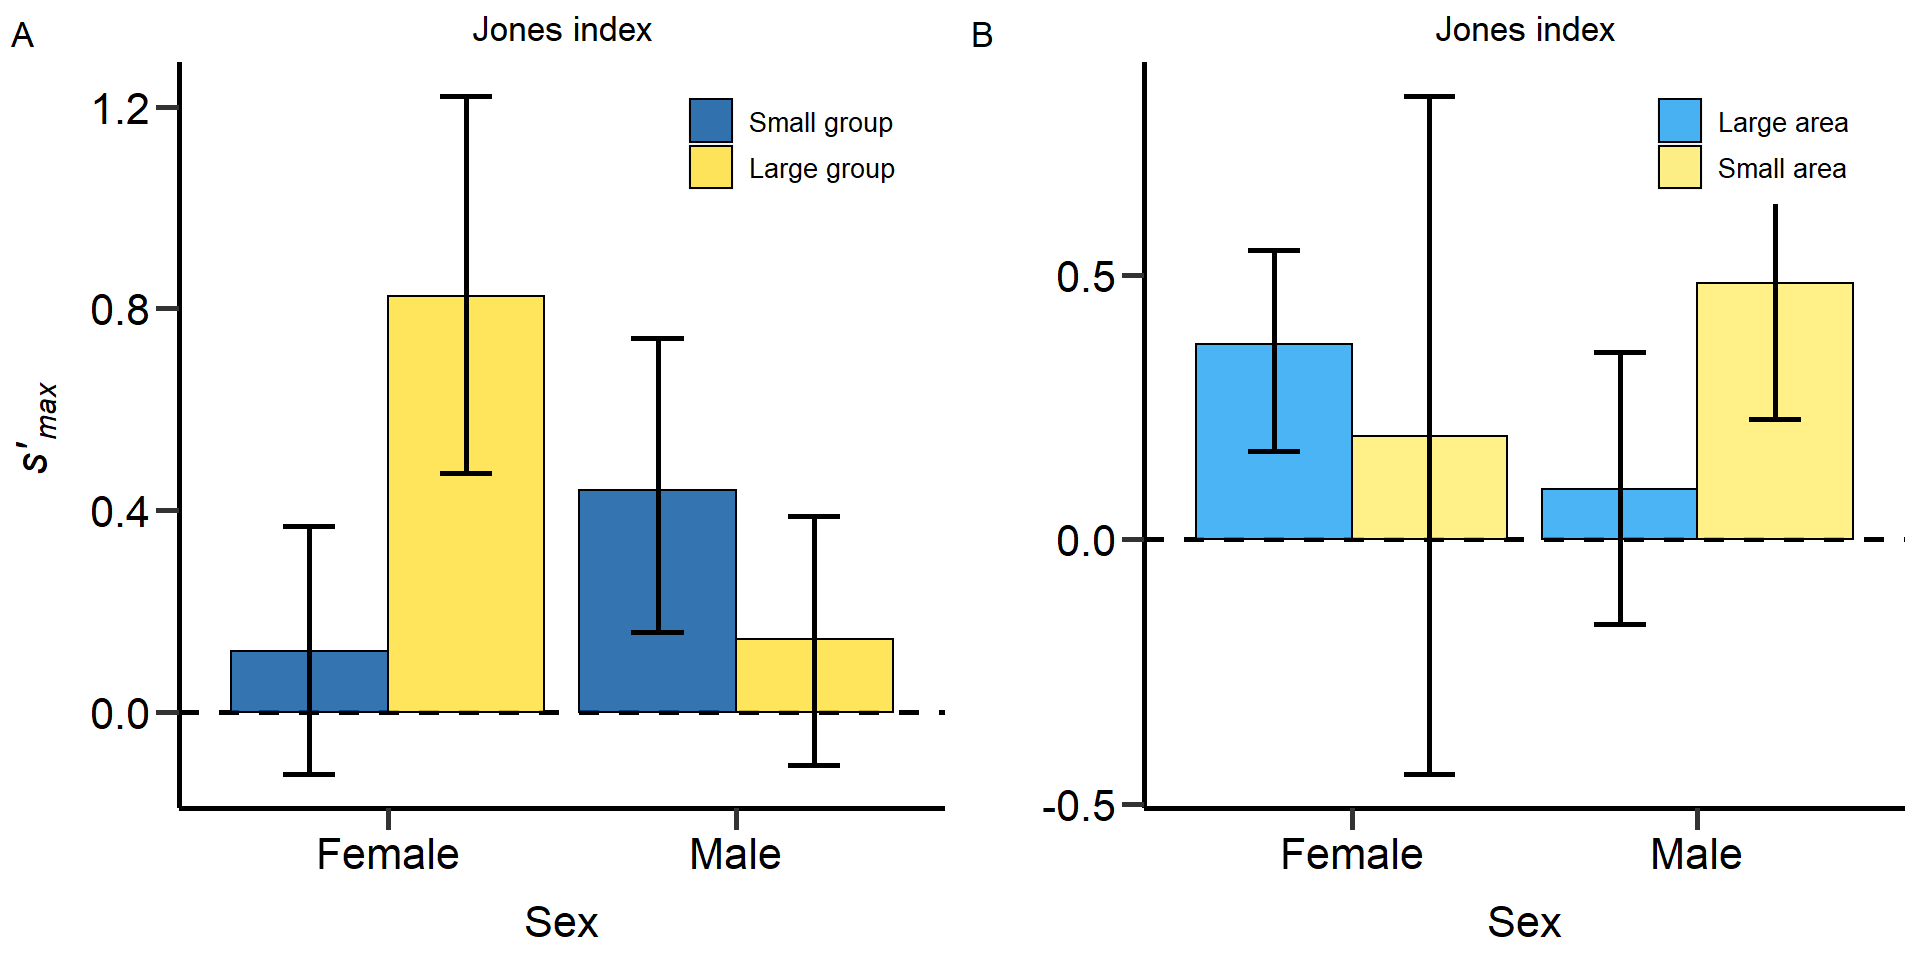 A
Jones index
1.2
0.8
0.4
0.0
s'max
Small group
Large group
Female
Male
Sex
B
Jones index
0.5
0.0
-0.5
Large area
Small area
Female
Male
Sex